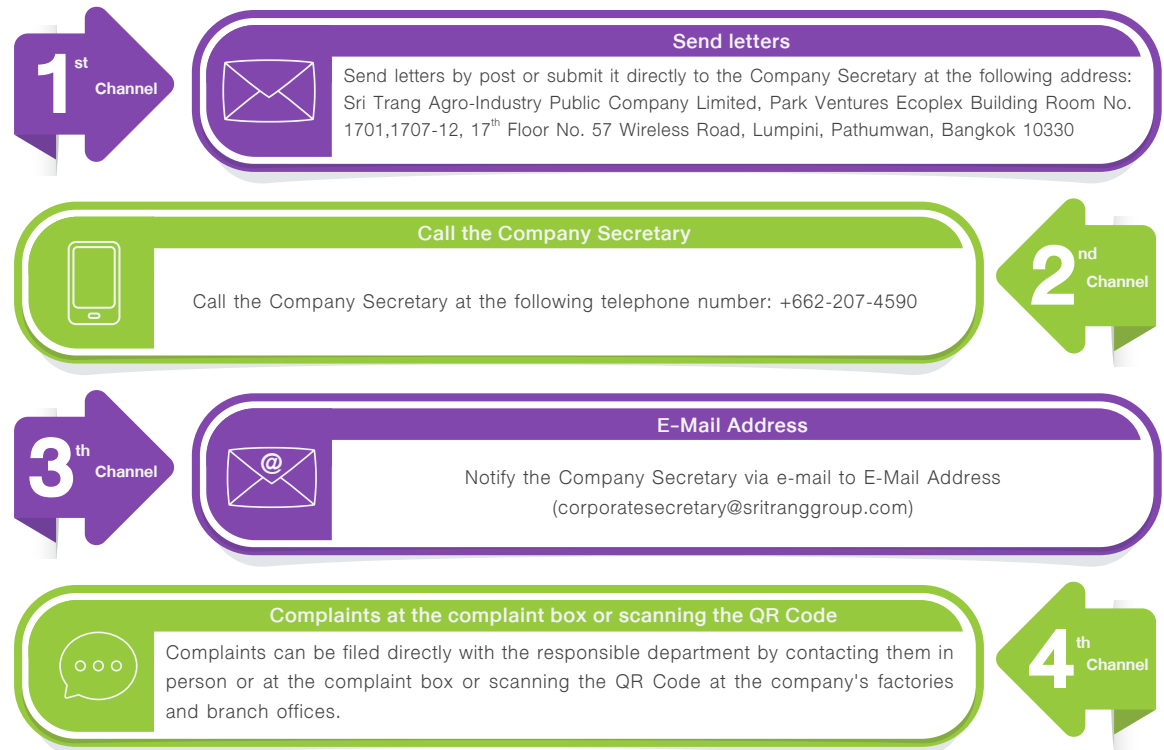 1st Channel
Send letters
Send letters by post or submit it directly to the Company Secretary at the following address:
Sri Trang Agro-Industry Public Company Limited, Park Ventures Ecoplex Building Room No.
1701,1707-12, 17th Floor No. 57 Wireless Road, Lumpini, Pathumwan, Bangkok 10330
Call the Company Secretary
Call the Company Secretary at the following telephone number: +662-207-4590
2nd Channel
3th Channel
E-Mail Address
@
Notify the Company Secretary via e-mail to E-Mail Address
(corporatesecretary@sritranggroup.com)
Complaints at the complaint box or scanning the QR Code
Complaints can be filed directly with the responsible department by contacting them in
person or at the complaint box or scanning the QR Code at the company's factories
and branch offices.
4th Channel